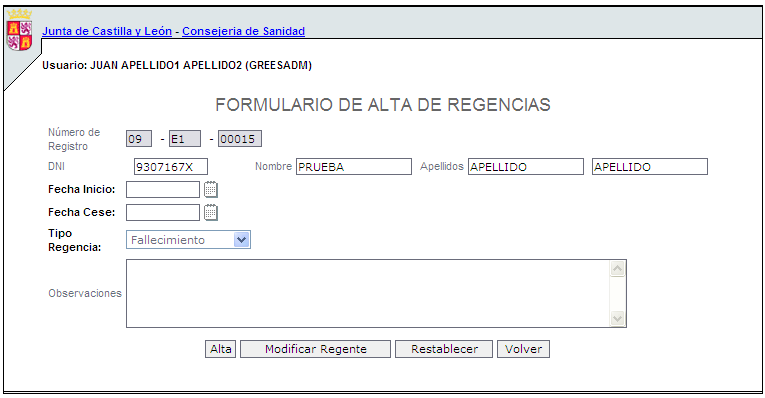 Junta de Castilla y León - Consejeria de Sanidad
Usuario: JUAN APELLIDO1 APELLIDO2 (GREESADM)
FORMULARIO DE ALTA DE REGENCIAS
Número de
Registro
09 - E1 - 00015
DNI 9307167X Nombre PRUEBA Apellidos APELLIDO APELLIDO
Fecha Inicio:
Fecha Cese:
Tipo
Regencia:
Fallecimiento
Observaciones
Alta Modificar Regente Restablecer Volver